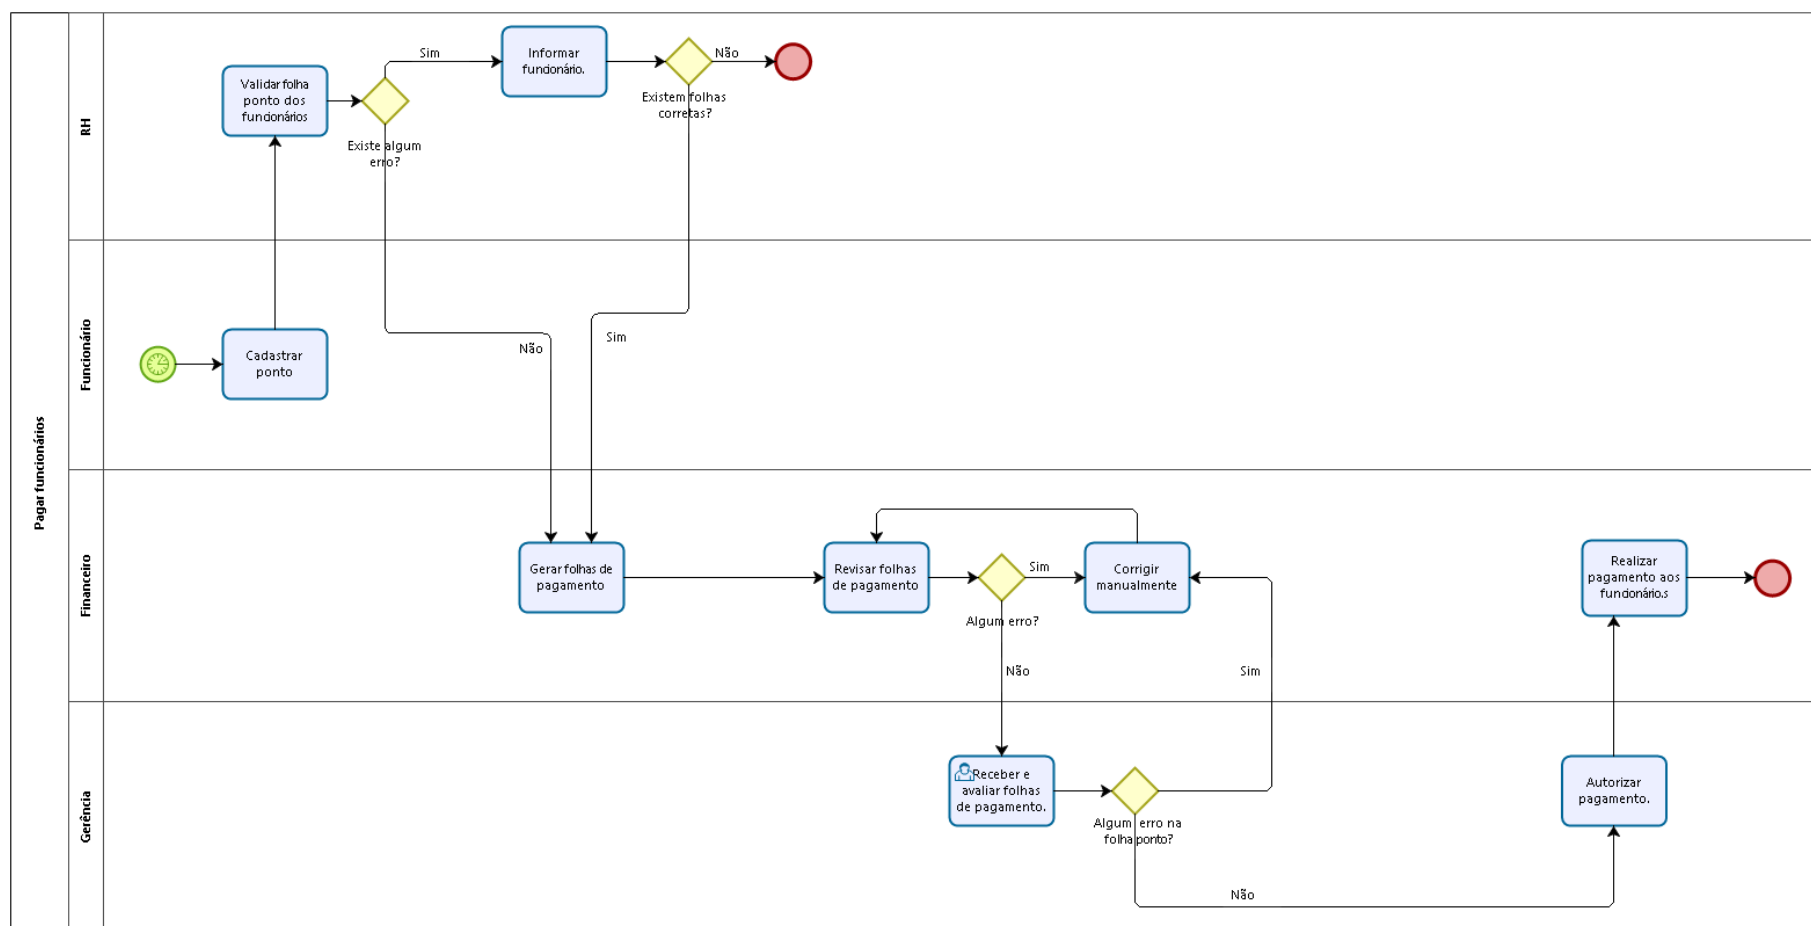 Pagar funcionários
RH
Validar folha
ponto dos
funcionários
Existe algum
erro?
Sim
Informar
funcionário.
Existem folhas
corretas?
Não
Não
Sim
Funcionário
Cadastrar
ponto
Financeiro
Gerar folhas de
pagamento
Revisar folhas
de pagamento
Algum erro?
Sim
Corrigir
manualmente
Não
Sim
Realizar
pagamento aos
funcionário.s
Gerência
Receber e
avaliar folhas
de pagamento.
Algum erro na
folha ponto?
Não
Autorizar
pagamento.